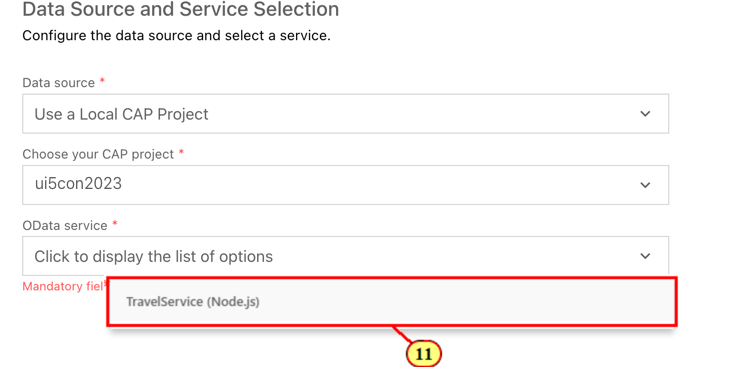 Data Source and Service Selection
Configure the data source and select a service.
Data source *
Use a Local CAP Project
Choose your CAP project *
ui5con2023
OData service *
Click to display the list of options
Mandatory fiel
TravelService (Node.js)
11